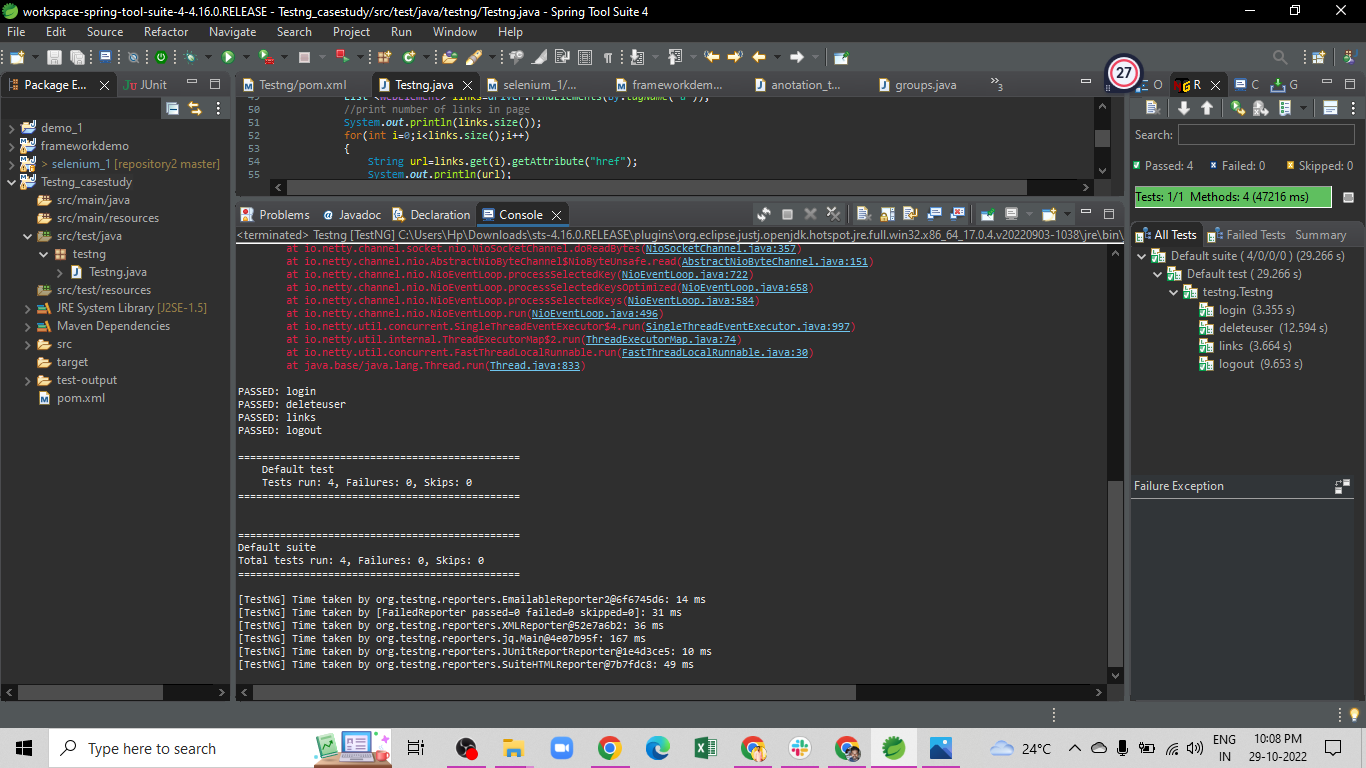 workspace-spring-tool-suite-4-4.16.0.RELEASE - Testng_casestudy/src/test/java/testng/Testng.java - Spring Tool Suite 4
File Edit Source Refactor Navigate Search Project Run Window Help
Package E... JUnit
Testng/pom.xml Testng.java selenium_1/... frameworkdem... anotation_t... groups.java 3
27 O R C G
demo_1
frameworkdemo
> selenium_1 [repository2 master]
Testng_casestudy
src/main/java
src/main/resources
src/test/java
testng
Testng.java
src/test/resources
JRE System Library [J2SE-1.5]
Maven Dependencies
src
target
test-output
pom.xml
50 //print number of links in page
51 System.out.println(links.size());
52 for(int i=0;i<links.size();i++)
53 {
54 String url=links.get(i).getAttribute("href");
55 System.out.println(url);
Problems Javadoc Declaration Console
<terminated> Testng [TestNG] C:\Users\Hp\Downloads\sts-4.16.0.RELEASE\plugins\org.eclipse.justj.openjdk.hotspot.jre.full.win32.x86_64_17.0.4.v20220903-1038\jre\bin\
at io.netty.channel.socket.nio.NioSocketChannel.doReadBytes(NioSocketChannel.java:357)
at io.netty.channel.nio.AbstractNioByteChannel$NioByteUnsafe.read(AbstractNioByteChannel.java:151)
at io.netty.channel.nio.NioEventLoop.processSelectedKey(NioEventLoop.java:722)
at io.netty.channel.nio.NioEventLoop.processSelectedKeysOptimized(NioEventLoop.java:658)
at io.netty.channel.nio.NioEventLoop.processSelectedKeys(NioEventLoop.java:584)
at io.netty.channel.nio.NioEventLoop.run(NioEventLoop.java:496)
at io.netty.util.concurrent.SingleThreadEventExecutor$4.run(SingleThreadEventExecutor.java:997)
at io.netty.util.internal.ThreadExecutorMap$2.run(ThreadExecutorMap.java:74)
at io.netty.util.concurrent.FastThreadLocalRunnable.run(FastThreadLocalRunnable.java:30)
at java.base/java.lang.Thread.run(Thread.java:833)
PASSED: login
PASSED: deleteuser
PASSED: links
PASSED: logout
===============================================
Default test
Tests run: 4, Failures: 0, Skips: 0
===============================================
===============================================
Default suite
Total tests run: 4, Failures: 0, Skips: 0
===============================================
[TestNG] Time taken by org.testng.reporters.EmailableReporter2@6f6745d6: 14 ms
[TestNG] Time taken by [FailedReporter passed=0 failed=0 skipped=0]: 31 ms
[TestNG] Time taken by org.testng.reporters.XMLReporter@52e7a6b2: 36 ms
[TestNG] Time taken by org.testng.reporters.jq.Main@4e07b95f: 167 ms
[TestNG] Time taken by org.testng.reporters.JUnitReportReporter@1e4d3ce5: 10 ms
[TestNG] Time taken by org.testng.reporters.SuiteHTMLReporter@7b7fdc8: 49 ms
Search:
Passed: 4 Failed: 0 Skipped: 0
Tests: 1/1 Methods: 4 (47216 ms)
All Tests Failed Tests Summary
Default suite ( 4/0/0/0 ) (29.266 s)
Default test ( 29.266 s)
testng.Testng
login (3.355 s)
deleteuser (12.594 s)
links (3.664 s)
logout (9.653 s)
Failure Exception
Type here to search
24°C
ENG
IN
10:08 PM
29-10-2022